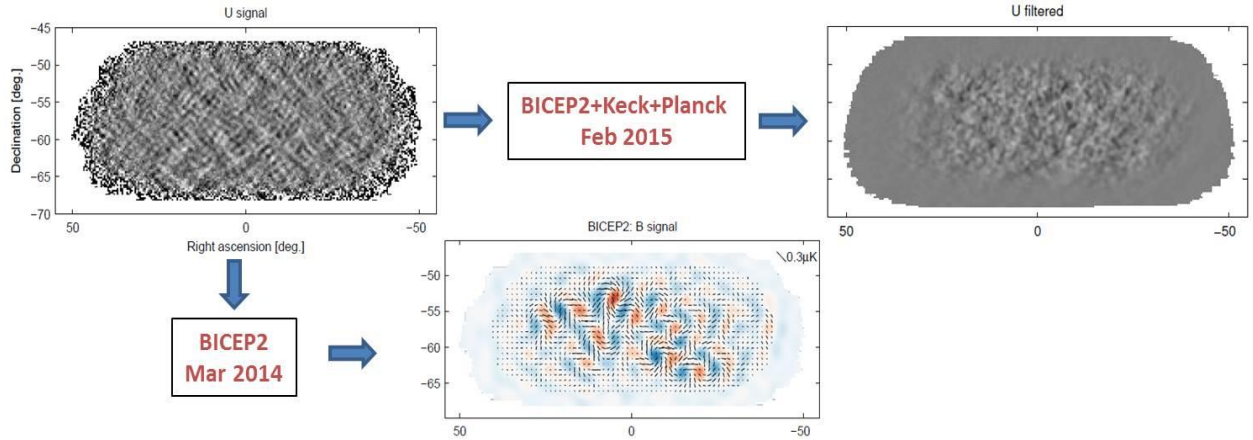 U signal
-45
-50
-55
-60
-65
-70
Declination [deg.]
50
0
-50
Right ascension [deg.]
BICEP2+Keck+Planck
Feb 2015
U filtered
50
0
-50
BICEP2
Mar 2014
BICEP2: B signal
0.3μK
-50
-55
-60
-65
50
0
-50